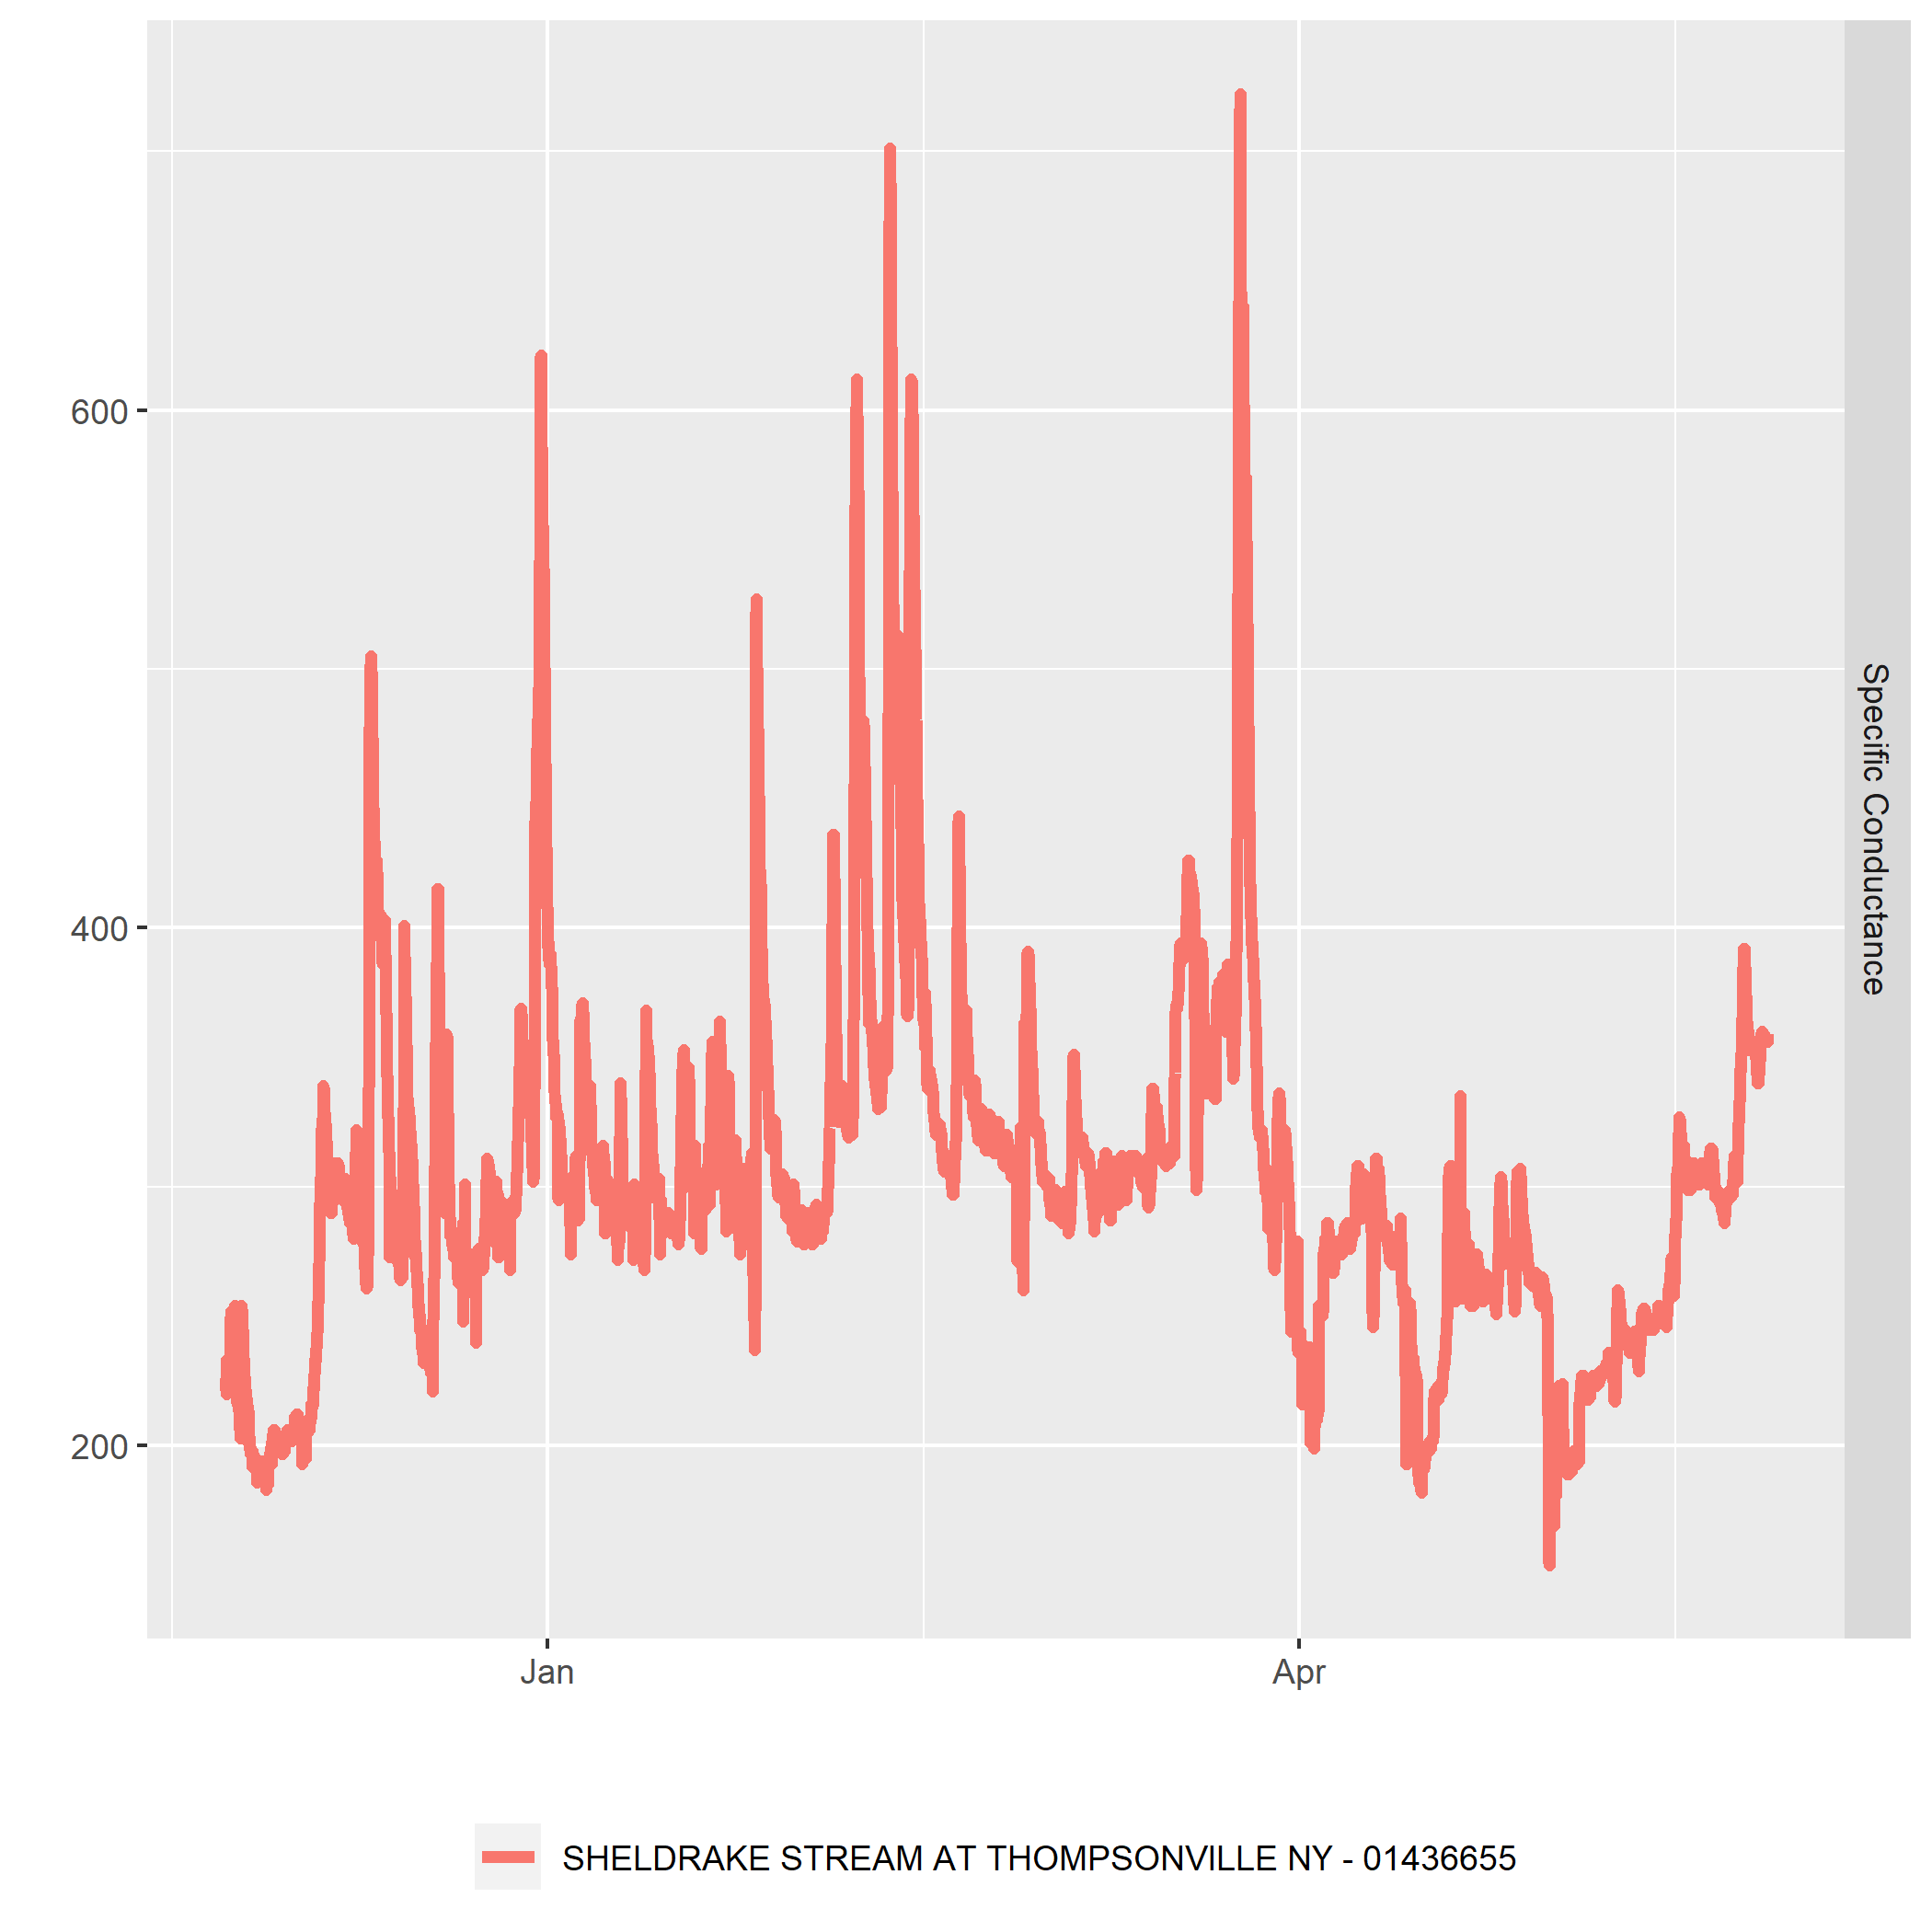 600
400
200
Jan
Apr
Specific Conductance
SHELDRAKE STREAM AT THOMPSONVILLE NY - 01436655